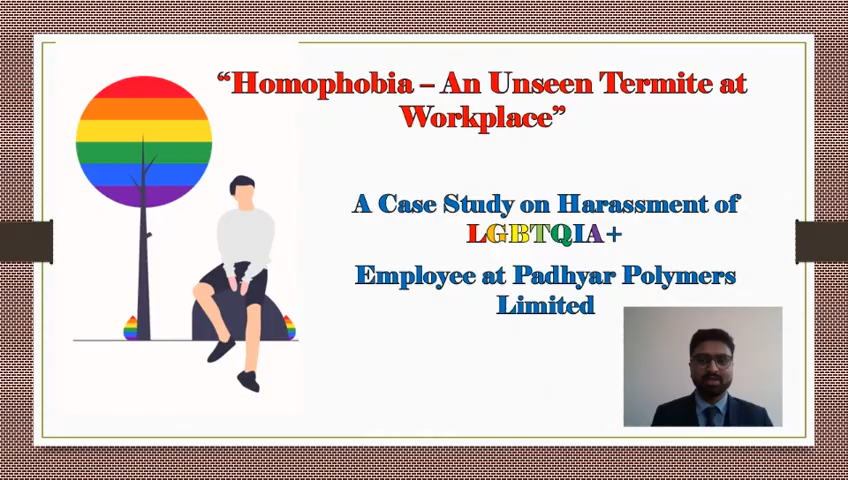 “Homophobia – An Unseen Termite at
Workplace”
A Case Study on Harassment of
LGBTQIA+
Employee at Padhyar Polymers
Limited